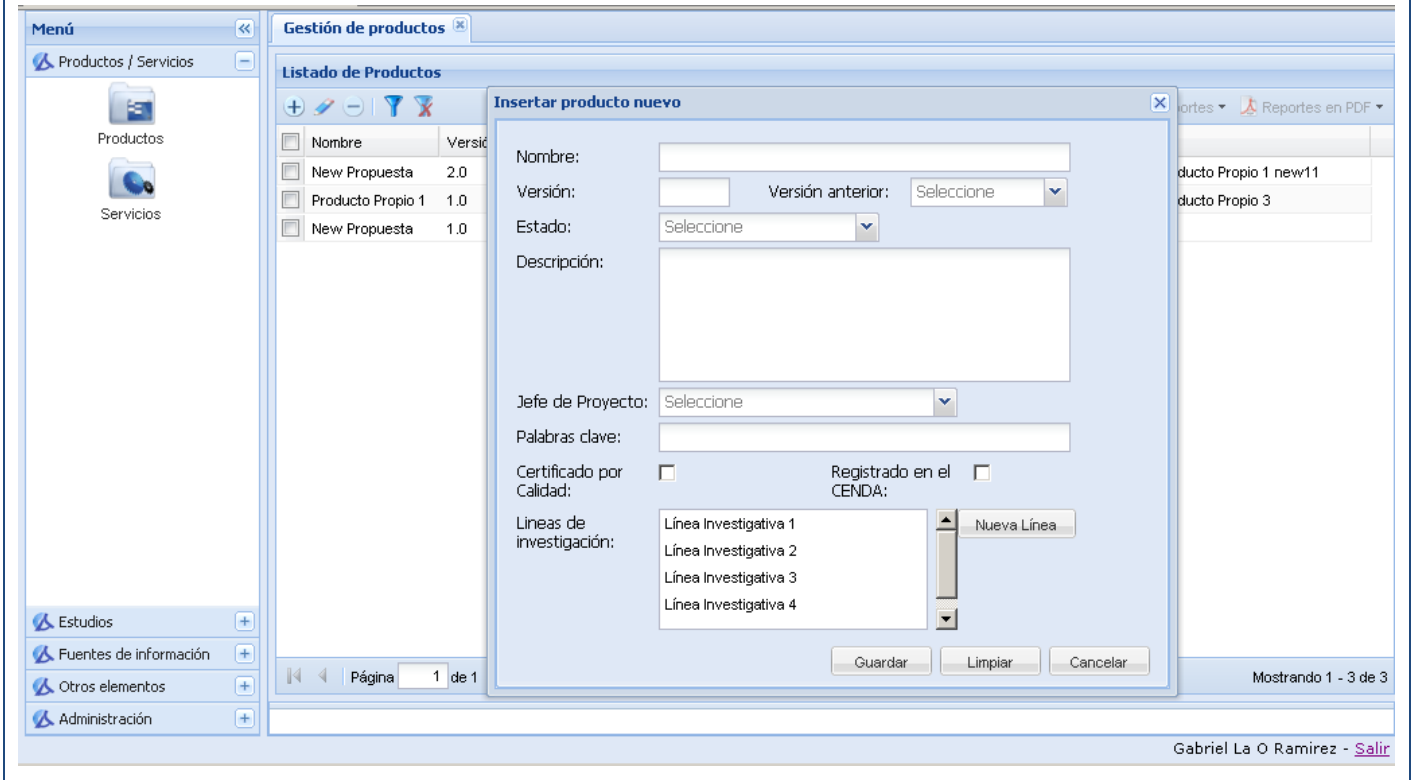 Menú
Gestión de productos
Productos / Servicios
Listado de Productos
Insertar producto nuevo
Reportes en PDF
Productos
Servicios
Nombre
New Propuesta 2.0 ducto Propio 1 new11
Producto Propio 1 1.0 ducto Propio 3
New Propuesta 1.0
Nombre:
Versión: Versión anterior: Seleccione
Estado: Seleccione
Descripción:
Jefe de Proyecto: Seleccione
Palabras clave:
Certificado por Calidad:
Registrado en el CENDA:
Lineas de investigación:
Línea Investigativa 1
Línea Investigativa 2
Línea Investigativa 3
Línea Investigativa 4
Nueva Línea
Guardar Limpiar Cancelar
Estudios
Fuentes de información
Otros elementos
Administración
Página 1 de 1
Mostrando 1 - 3 de 3
Gabriel La O Ramirez - Salir